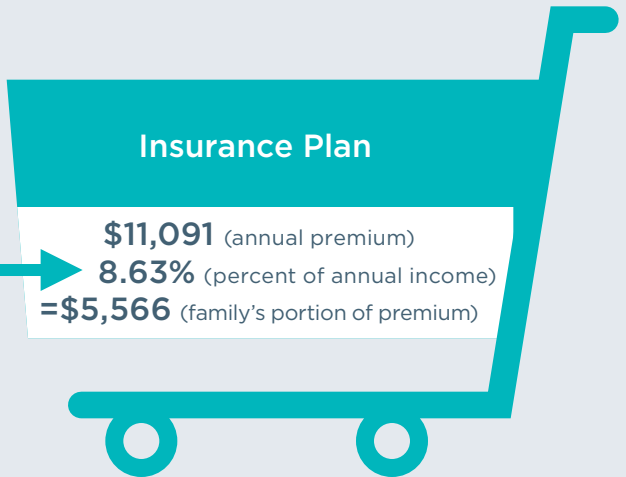 Insurance Plan
$11,091 (annual premium)
8.63% (percent of annual income)
=$5,566 (family’s portion of premium)